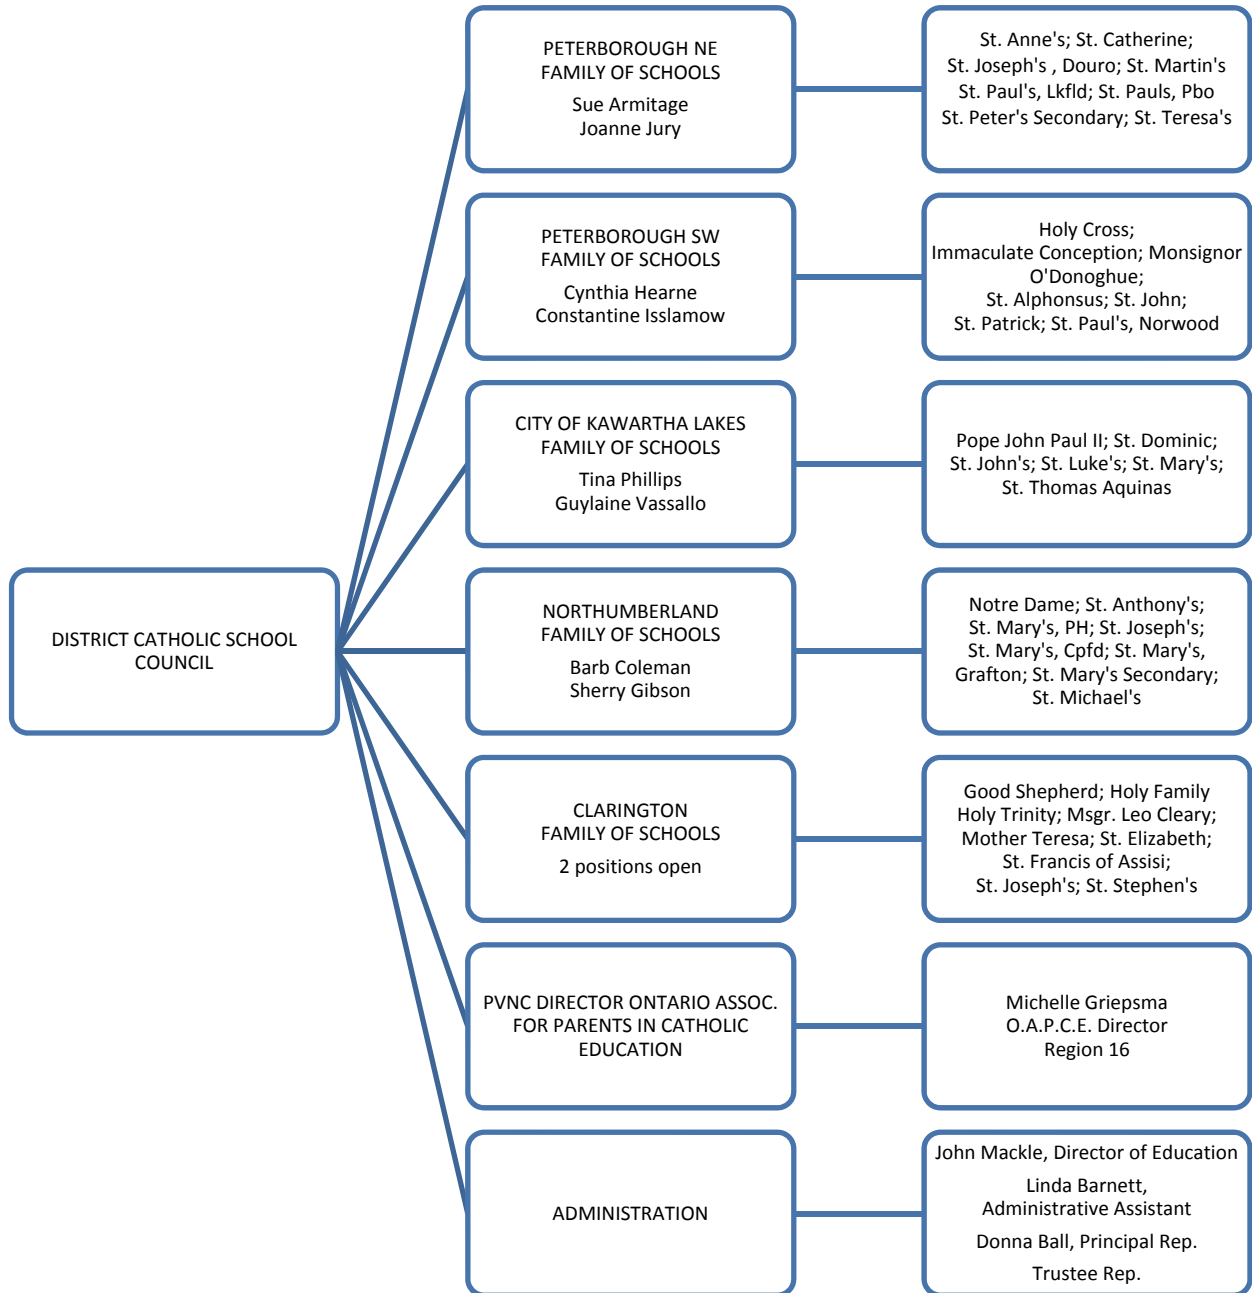 PETERBOROUGH NE
FAMILY OF SCHOOLS
Sue Armitage
Joanne Jury
St. Anne's; St. Catherine;
St. Joseph's , Douro; St. Martin's
St. Paul's, Lkfld; St. Pauls, Pbo
St. Peter's Secondary; St. Teresa's
PETERBOROUGH SW
FAMILY OF SCHOOLS
Cynthia Hearne
Constantine Isslamow
Holy Cross;
Immaculate Conception; Monsignor
O'Donoghue;
St. Alphonsus; St. John;
St. Patrick; St. Paul's, Norwood
CITY OF KAWARTHA LAKES
FAMILY OF SCHOOLS
Tina Phillips
Guylaine Vassallo
Pope John Paul II; St. Dominic;
St. John's; St. Luke's; St. Mary's;
St. Thomas Aquinas
DISTRICT CATHOLIC SCHOOL
COUNCIL
NORTHUMBERLAND
FAMILY OF SCHOOLS
Barb Coleman
Sherry Gibson
Notre Dame; St. Anthony's;
St. Mary's, PH; St. Joseph's;
St. Mary's, Cpfd; St. Mary's,
Grafton; St. Mary's Secondary;
St. Michael's
CLARINGTON
FAMILY OF SCHOOLS
2 positions open
Good Shepherd; Holy Family
Holy Trinity; Msgr. Leo Cleary;
Mother Teresa; St. Elizabeth;
St. Francis of Assisi;
St. Joseph's; St. Stephen's
PVNC DIRECTOR ONTARIO ASSOC.
FOR PARENTS IN CATHOLIC
EDUCATION
Michelle Griepsma
O.A.P.C.E. Director
Region 16
ADMINISTRATION
John Mackle, Director of Education
Linda Barnett,
Administrative Assistant
Donna Ball, Principal Rep.
Trustee Rep.